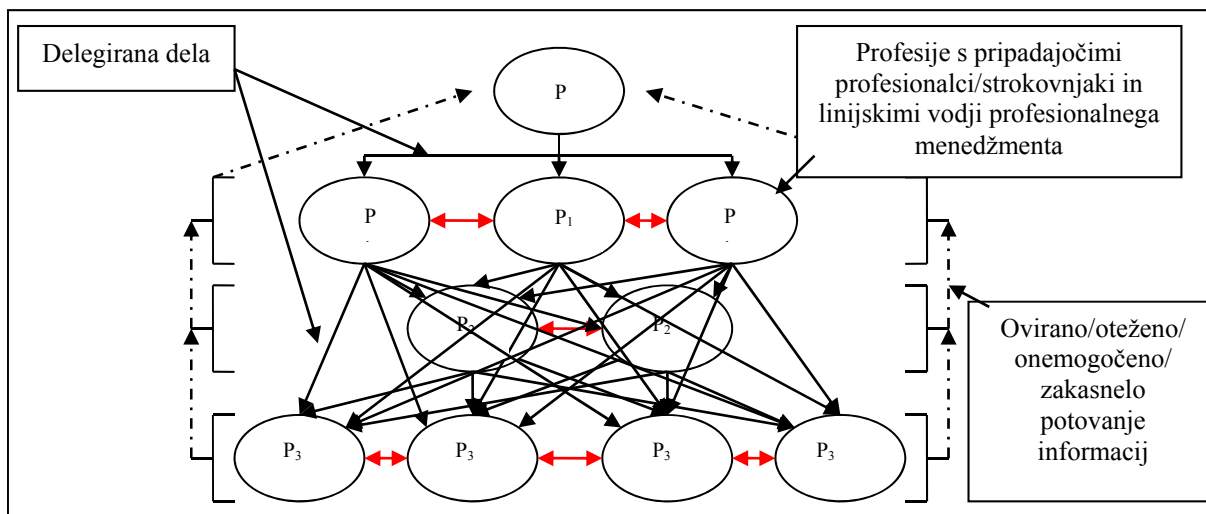 Delegirana dela
Profesije s pripadajočimi
profesionalci/strokovnjaki in
linijskimi vodji profesionalnega
menedžmenta
P
P
P₁
P
P₂
P₂
Ovirano/oteženo/
onemogočeno/
zakasnelo
potovanje
informacij
P₃
P₃
P₃
P₃